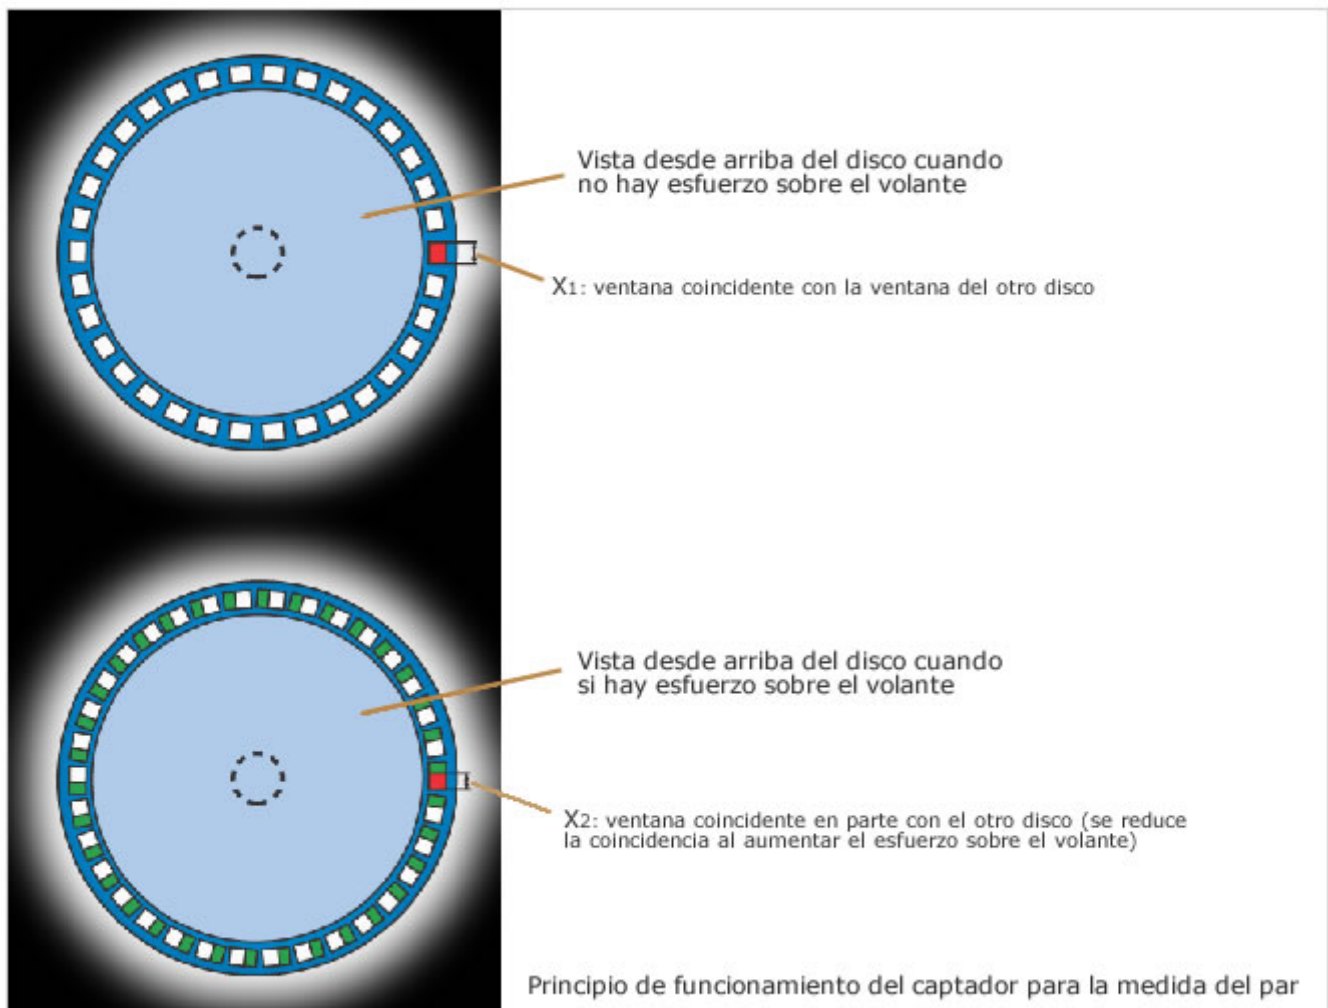 Vista desde arriba del disco cuando
no hay esfuerzo sobre el volante
X1: ventana coincidente con la ventana del otro disco
Vista desde arriba del disco cuando
si hay esfuerzo sobre el volante
X2: ventana coincidente en parte con el otro disco (se reduce
la coincidencia al aumentar el esfuerzo sobre el volante)
Principio de funcionamiento del captador para la medida del par